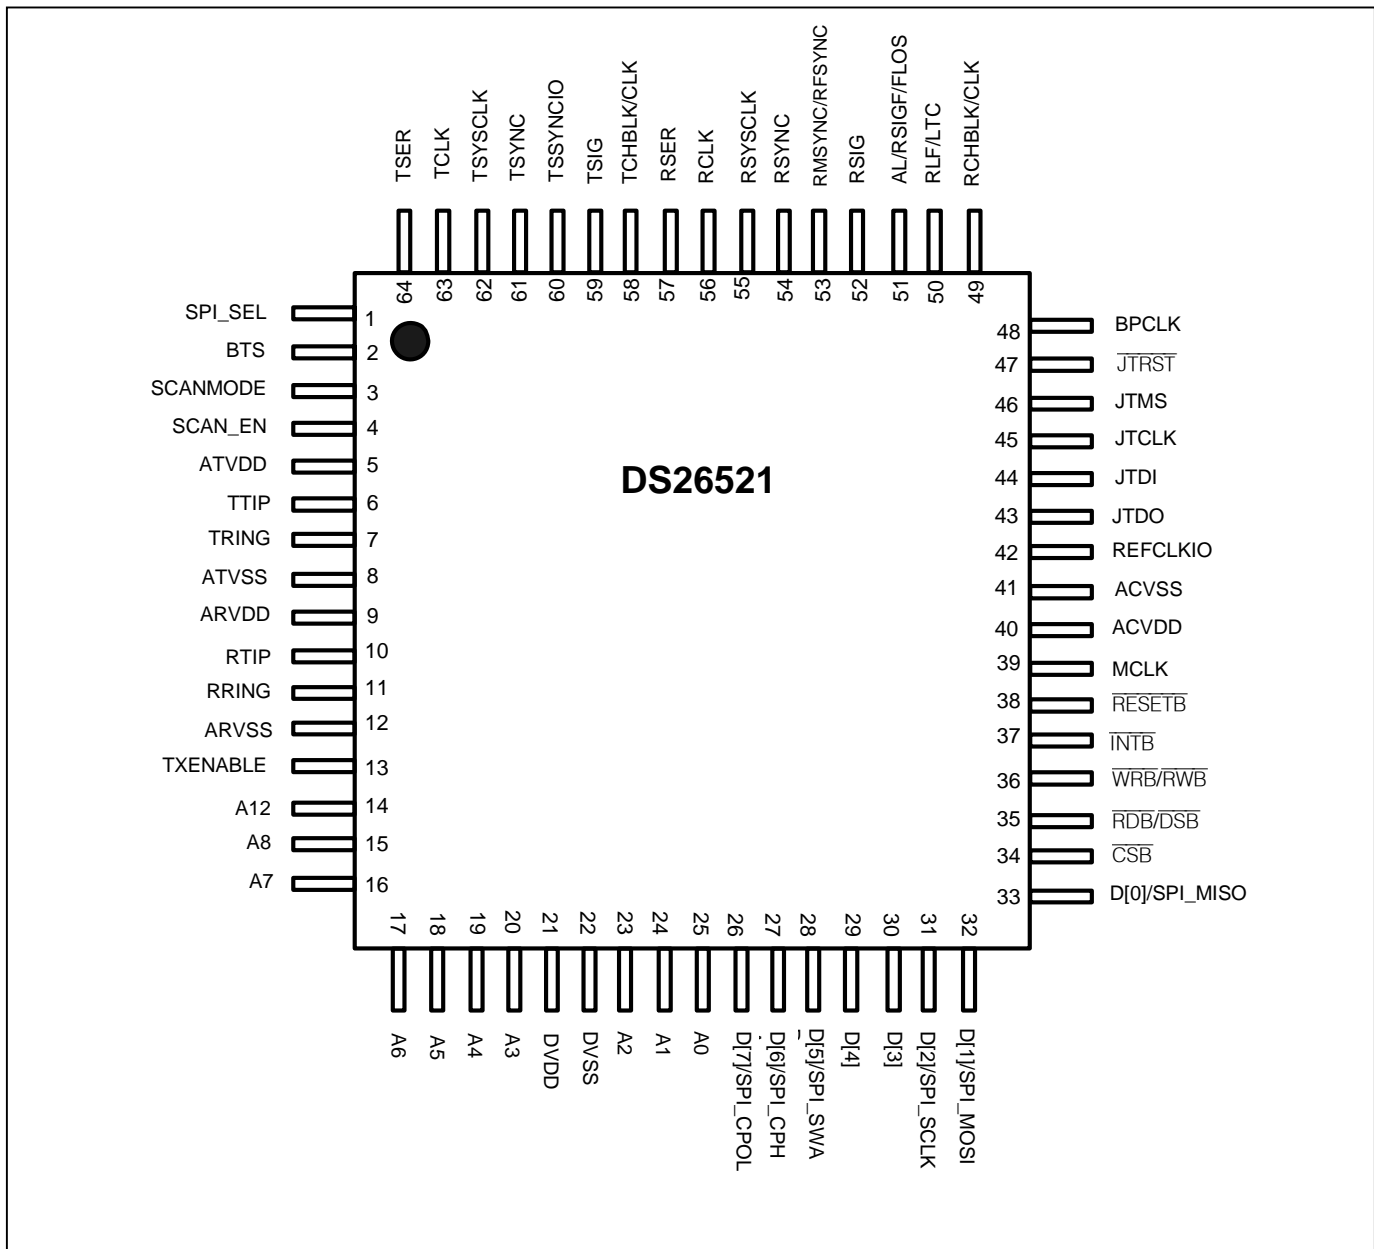 TSER
TCLK
TSYSCLK
TSYNC
TSSYNCIO
TSIG
TCHBLK/CLK
RSER
RCLK
RSYSCLK
RSYNC
RMSYNC/RFSYNC
RSIG
AL/RSIGF/FLOS
RLF/LTC
RCHBLK/CLK
64
63
62
61
60
59
58
57
56
55
54
53
52
51
50
49
SPI_SEL 1
BTS 2
SCANMODE 3
SCAN_EN 4
ATVDD 5
TTIP 6
TRING 7
ATVSS 8
ARVDD 9
RTIP 10
RRING 11
ARVSS 12
TXENABLE 13
A12 14
A8 15
A7 16
DS26521
48 BPCLK
47 JTRST
46 JTMS
45 JTCLK
44 JTDI
43 JTDO
42 REFCLKIO
41 ACVSS
40 ACVDD
39 MCLK
38 RESETB
37 INTB
36 WRB/RWB
35 RDB/DSB
34 CSB
33 D[0]/SPI_MISO
17
18
19
20
21
22
23
24
25
26
27
28
29
30
31
32
A6
A5
A4
A3
DVDD
DVSS
A2
A1
A0
D[7]/SPI_CPOL
D[6]/SPI_CPH
D[5]/SPI_SWA
D[4]
D[3]
D[2]/SPI_SCLK
D[1]/SPI_MOSI